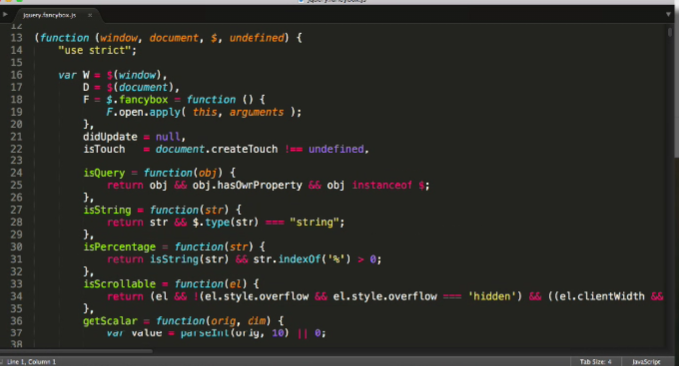 jquery.fancybox.js
jquery.fancybox.js ×
12
13 (function (window, document, $, undefined) {
14 "use strict";
15
16 var W = $(window),
17 D = $(document),
18 F = $.fancybox = function () {
19 F.open.apply( this, arguments );
20 },
21 didUpdate = null,
22 isTouch = document.createTouch !== undefined,
23
24 isQuery = function(obj) {
25 return obj && obj.hasOwnProperty && obj instanceof $;
26 },
27 isString = function(str) {
28 return str && $.type(str) === "string";
29 },
30 isPercentage = function(str) {
31 return isString(str) && str.indexOf('%') > 0;
32 },
33 isScrollable = function(el) {
34 return (el && !(el.style.overflow && el.style.overflow === 'hidden') && ((el.clientWidth &&
35 },
36 getScalar = function(orig, dim) {
37 var value = parseInt(orig, 10) || 0;
38
Line 1, Column 1 Tab Size: 4 JavaScript